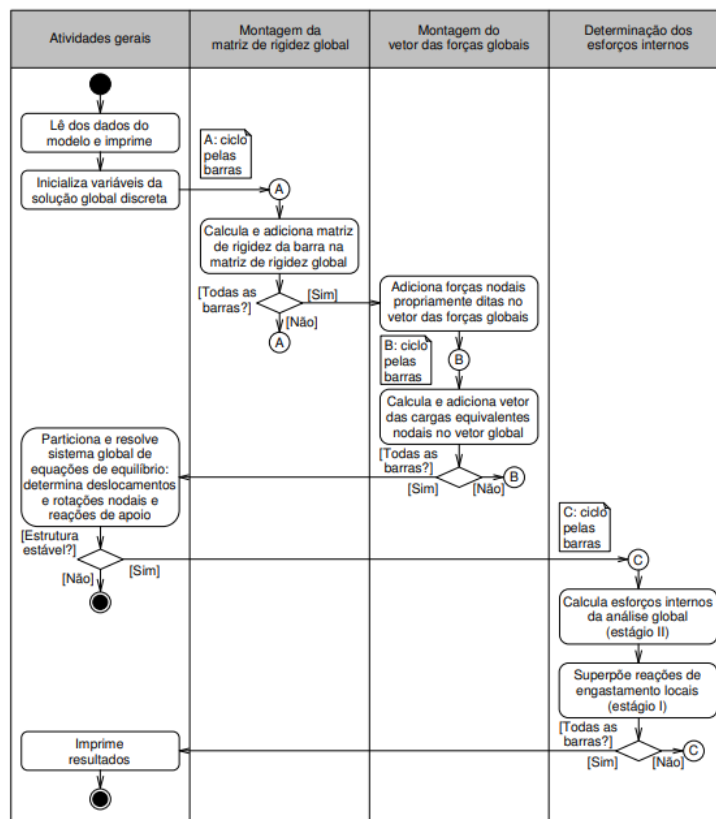 Atividades gerais
Montagem da
matriz de rigidez global
Montagem do
vetor das forças globais
Determinação dos
esforços internos
Lê dos dados do
modelo e imprime
Inicializa variáveis da
solução global discreta
A: ciclo
pelas
barras
A
Calcula e adiciona matriz
de rigidez da barra na
matriz de rigidez global
[Todas as
barras?]
[Sim]
[Não]
A
Adiciona forças nodais
propriamente ditas no
vetor das forças globais
B: ciclo
pelas
barras
B
Calcula e adiciona vetor
das cargas equivalentes
nodais no vetor global
[Todas as
barras?]
[Sim]
[Não]
B
Particiona e resolve
sistema global de
equações de equilíbrio:
determina deslocamentos
e rotações nodais e
reações de apoio
[Estrutura
estável?]
[Não]
[Sim]
C: ciclo
pelas
barras
C
Calcula esforços internos
da análise global
(estágio II)
Superpõe reações de
engastamento locais
(estágio I)
[Todas as
barras?]
[Sim]
[Não]
C
Imprime
resultados